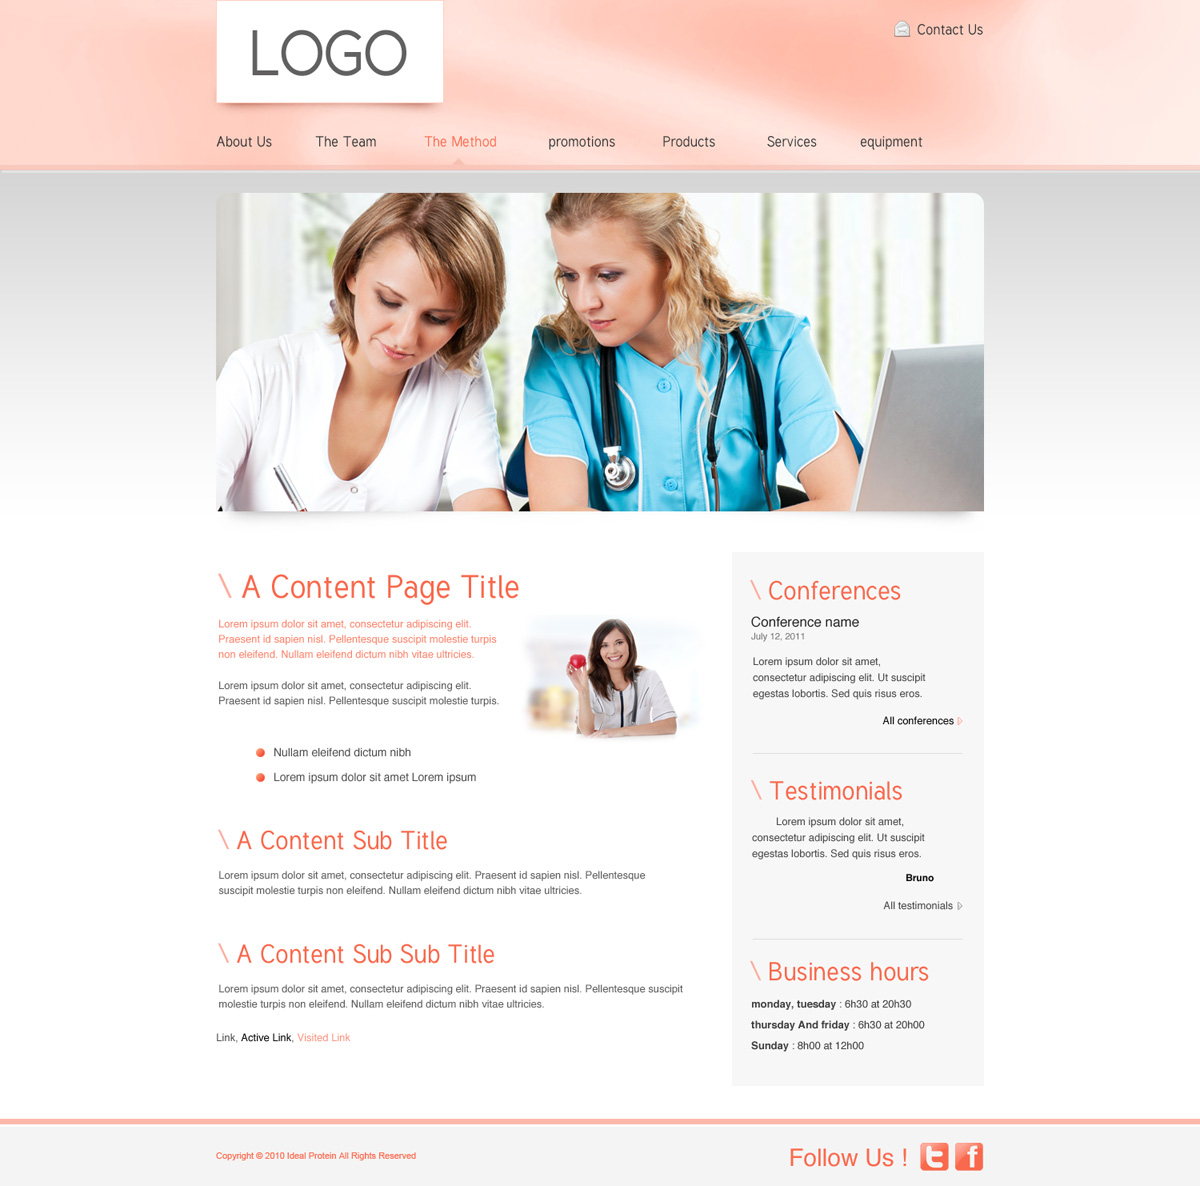 LOGO
Contact Us
About Us
The Team
The Method
promotions
Products
Services
equipment
\ A Content Page Title
Lorem ipsum dolor sit amet, consectetur adipiscing elit.
Praesent id sapien nisl. Pellentesque suscipit molestie turpis
non eleifend. Nullam eleifend dictum nibh vitae ultricies.
Lorem ipsum dolor sit amet, consectetur adipiscing elit.
Praesent id sapien nisl. Pellentesque suscipit molestie turpis.
Nullam eleifend dictum nibh
Lorem ipsum dolor sit amet Lorem ipsum
\ A Content Sub Title
Lorem ipsum dolor sit amet, consectetur adipiscing elit. Praesent id sapien nisl. Pellentesque
suscipit molestie turpis non eleifend. Nullam eleifend dictum nibh vitae ultricies.
\ A Content Sub Sub Title
Lorem ipsum dolor sit amet, consectetur adipiscing elit. Praesent id sapien nisl. Pellentesque suscipit
molestie turpis non eleifend. Nullam eleifend dictum nibh vitae ultricies.
Link, Active Link, Visited Link
\ Conferences
Conference name
July 12, 2011
Lorem ipsum dolor sit amet,
consectetur adipiscing elit. Ut suscipit
egestas lobortis. Sed quis risus eros.
All conferences
\ Testimonials
Lorem ipsum dolor sit amet,
consectetur adipiscing elit. Ut suscipit
egestas lobortis. Sed quis risus eros.
Bruno
All testimonials
\ Business hours
monday, tuesday : 6h30 at 20h30
thursday And friday : 6h30 at 20h00
Sunday : 8h00 at 12h00
Copyright © 2010 Ideal Protein All Rights Reserved
Follow Us !